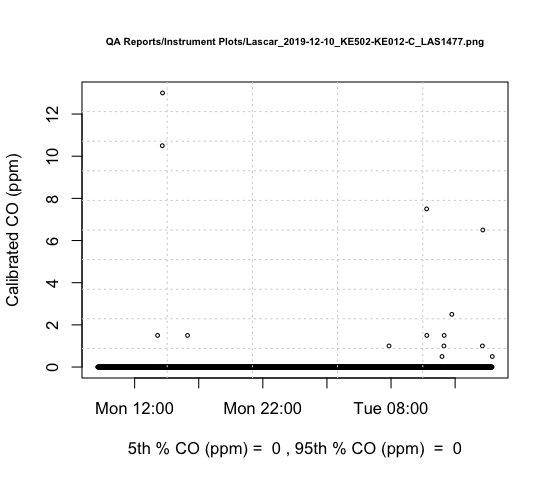 QA Reports/Instrument Plots/Lascar_2019-12-10_KE502-KE012-C_LAS1477.png
Calibrated CO (ppm)
12
10
8
6
4
2
0
Mon 12:00 Mon 22:00 Tue 08:00
5th % CO (ppm) = 0 , 95th % CO (ppm) = 0